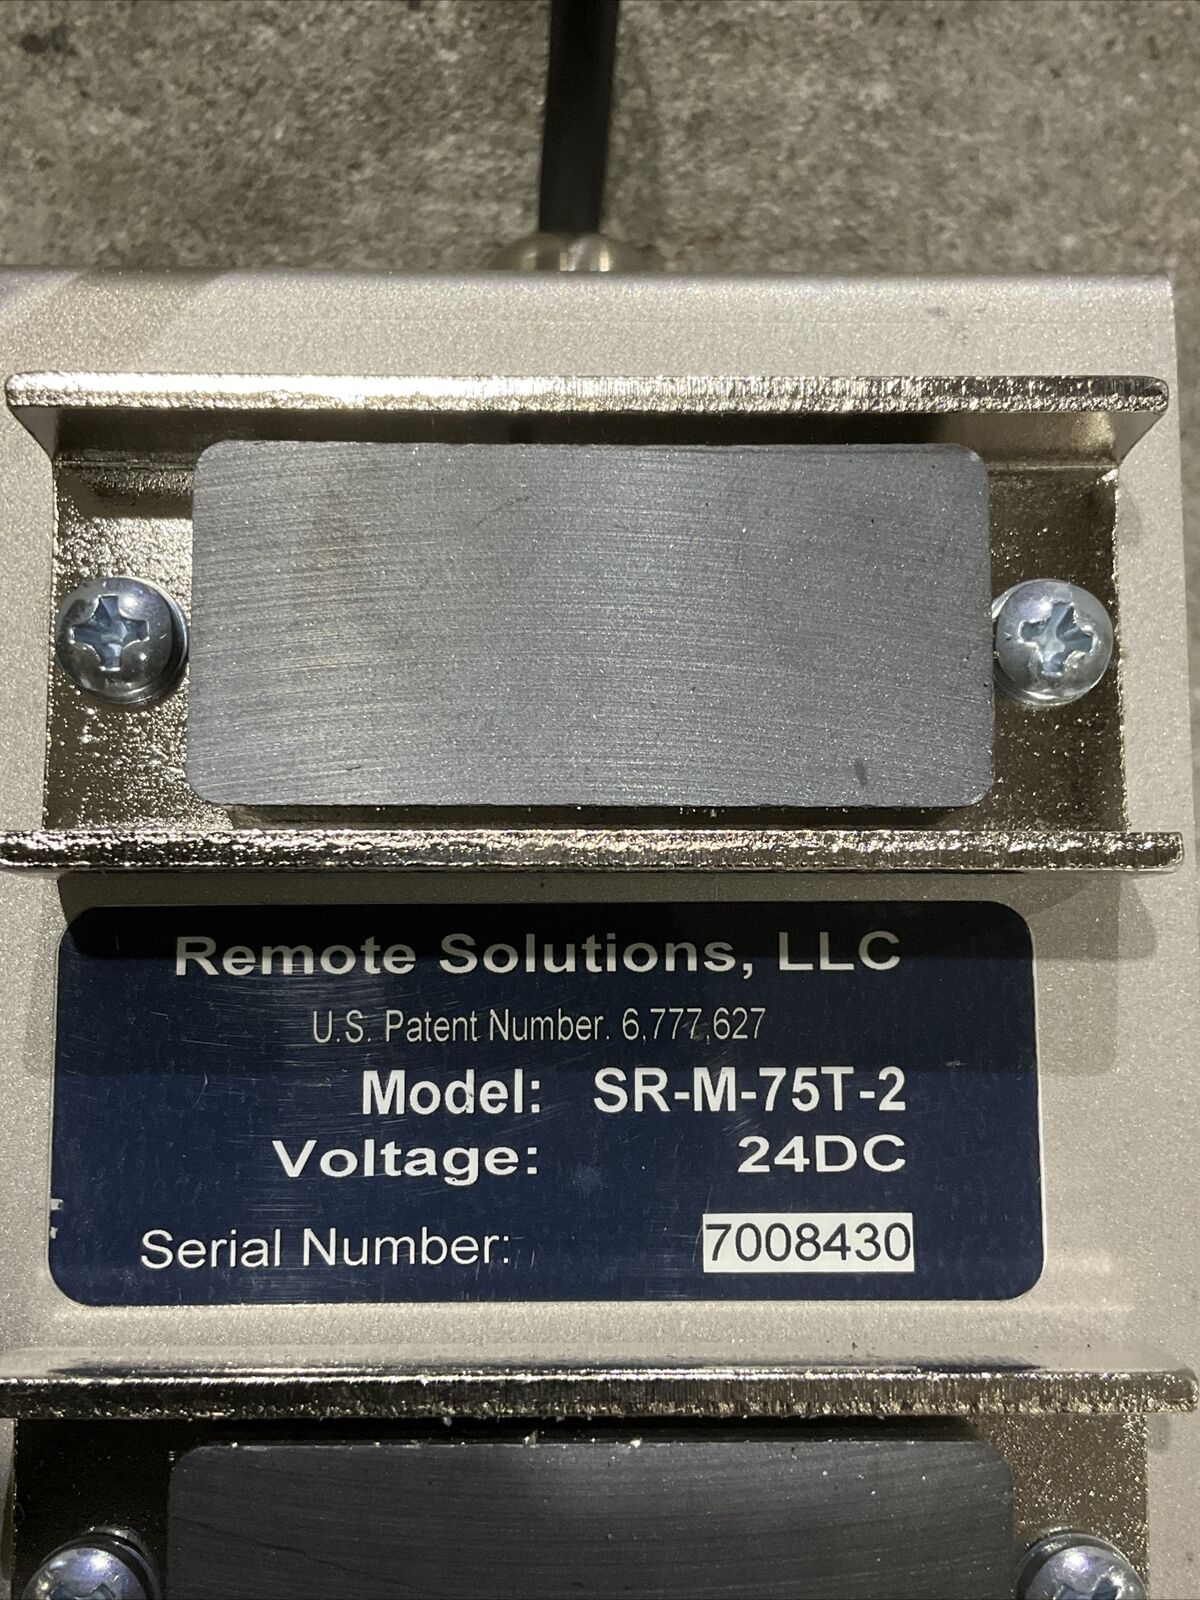 Remote Solutions, LLC
U.S. Patent Number. 6,777,627
Model: SR-M-75T-2
Voltage: 24DC
Serial Number: 7008430